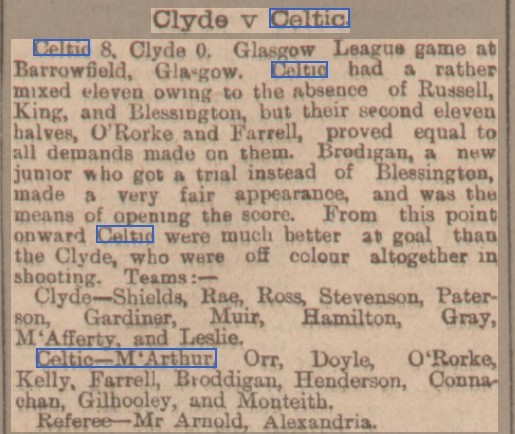 Clyde v Celtic.
Celtic 8, Clyde 0. Glasgow League game at
Barrowfield, Glasgow. Celtic had a rather
mixed eleven owing to the absence of Russell,
King, and Blessington, but their second eleven
halves, O'Rorke and Farrell, proved equal to
all demands made on them. Brodigan, a new
junior who got a trial instead of Blessington,
made a very fair appearance, and was the
means of opening the score. From this point
onward Celtic were much better at goal than
the Clyde, who were off colour altogether in
shooting. Teams:—
Clyde—Shields, Rae, Ross, Stevenson, Pater-
son, Gardiner, Muir, Hamilton, Gray,
M'Afferty, and Leslie.
Celtic—M'Arthur, Orr, Doyle, O'Rorke,
Kelly, Farrell, Broddigan, Henderson, Conna-
chan, Gilhooley, and Monteith.
Referee—Mr Arnold, Alexandria.